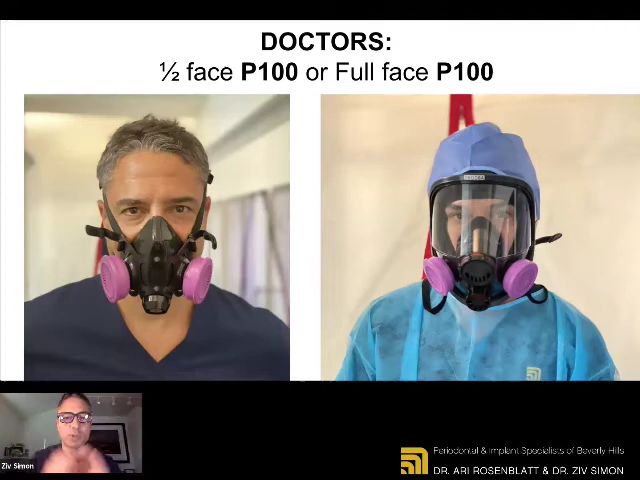 DOCTORS:
½ face P100 or Full face P100
Ziv Simon
Periodontal & Implant Specialists of Beverly Hills
DR. ARI ROSENBLATT & DR. ZIV SIMON